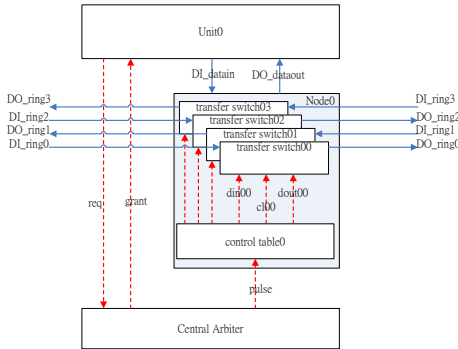 Unit0
DI_datain DO_dataout
DO_ring3 transfer switch03 Node0 DI_ring3
DI_ring2 transfer switch02 DO_ring2
DO_ring1 transfer switch01 DI_ring1
DI_ring0 transfer switch00 DO_ring0
din00 dout00
cl00
req grant
control table0
pulse
Central Arbiter